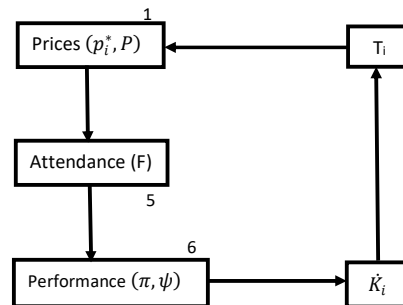 1
Prices (p_i^*, P)
T_i
Attendance (F)
5
6
Performance (π, ψ)
K̇_i